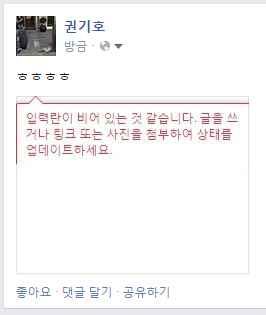 권기호
방금 ·
ㅎㅎㅎㅎ
입력란이 비어 있는 것 같습니다. 글을 쓰
거나 링크 또는 사진을 첨부하여 상태를
업데이트하세요.
좋아요 · 댓글 달기 · 공유하기